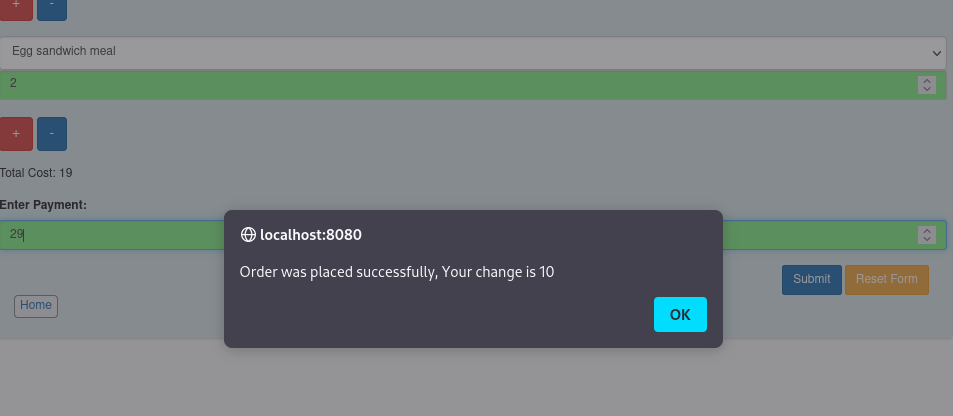 + -
Egg sandwich meal
2
+ -
Total Cost: 19
Enter Payment:
29
localhost:8080
Order was placed successfully, Your change is 10
OK
Submit Reset Form
Home